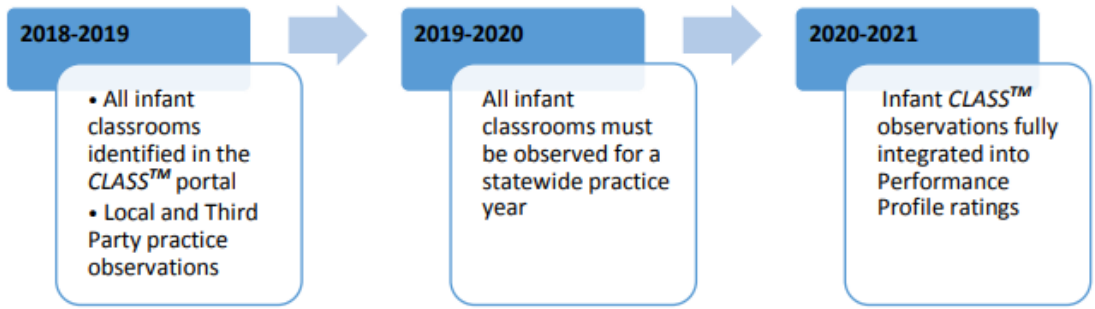 2018-2019
• All infant
classrooms
identified in the
CLASS™ portal
• Local and Third
Party practice
observations
2019-2020
All infant
classrooms must
be observed for a
statewide practice
year
2020-2021
Infant CLASS™
observations fully
integrated into
Performance
Profile ratings